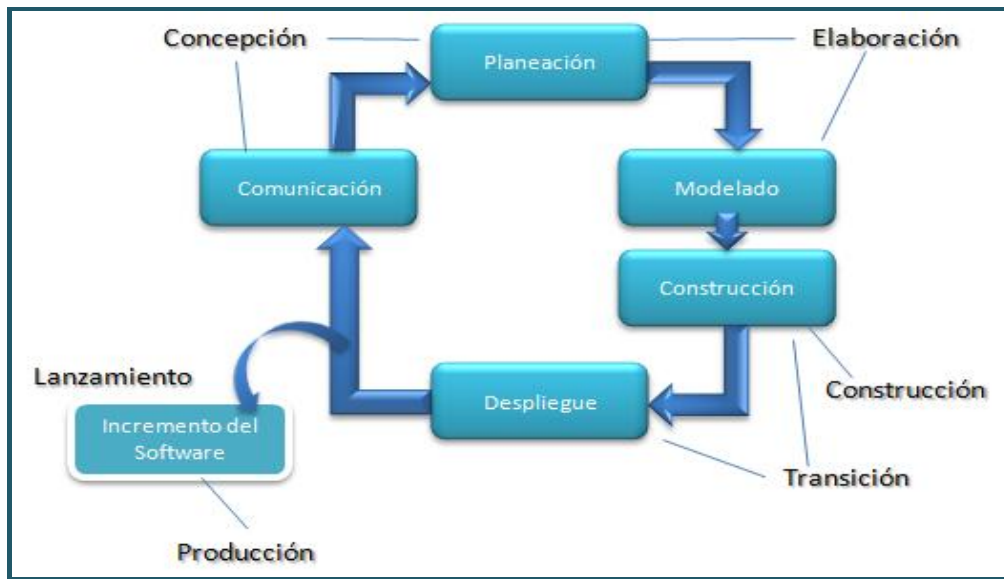 Concepción
Planeación
Elaboración
Comunicación
Modelado
Construcción
Lanzamiento
Despliegue
Construcción
Incremento del
Software
Transición
Producción